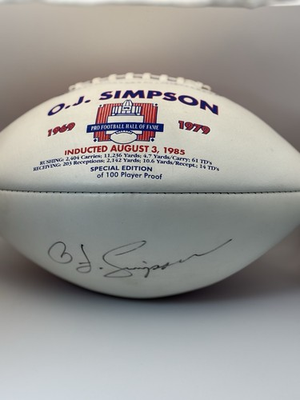 O.J. SIMPSON
1969 PRO FOOTBALL HALL OF FAME 1979
INDUCTED AUGUST 3, 1985
RUSHING: 2,404 Carries; 11,236 Yards; 4.7 Yards/Carry; 61 TD's
RECEIVING: 203 Receptions; 2,142 Yards; 10.6 Yards/Recept.; 14 TD's
SPECIAL EDITION
of 100 Player Proof
O J. Simpson